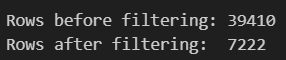 Rows before filtering: 39410
Rows after filtering:  7222